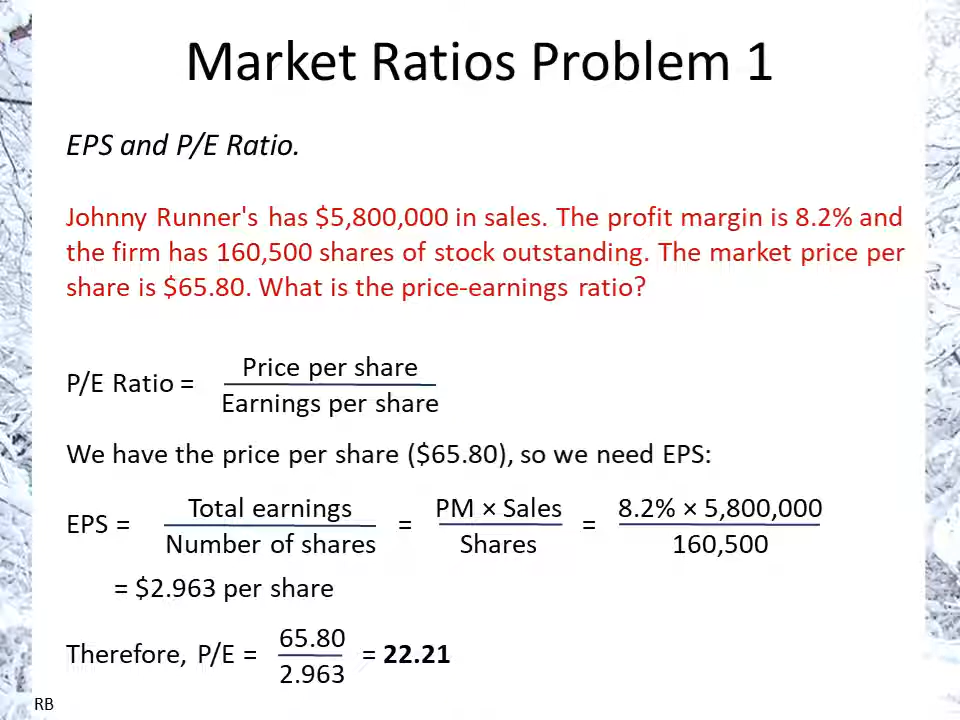 Market Ratios Problem 1
EPS and P/E Ratio.
Johnny Runner's has $5,800,000 in sales. The profit margin is 8.2% and
the firm has 160,500 shares of stock outstanding. The market price per
share is $65.80. What is the price-earnings ratio?
P/E Ratio = Price per share
Earnings per share
We have the price per share ($65.80), so we need EPS:
EPS = Total earnings = PM × Sales = 8.2% × 5,800,000
Number of shares Shares 160,500
= $2.963 per share
Therefore, P/E = 65.80 = 22.21
2.963
RB